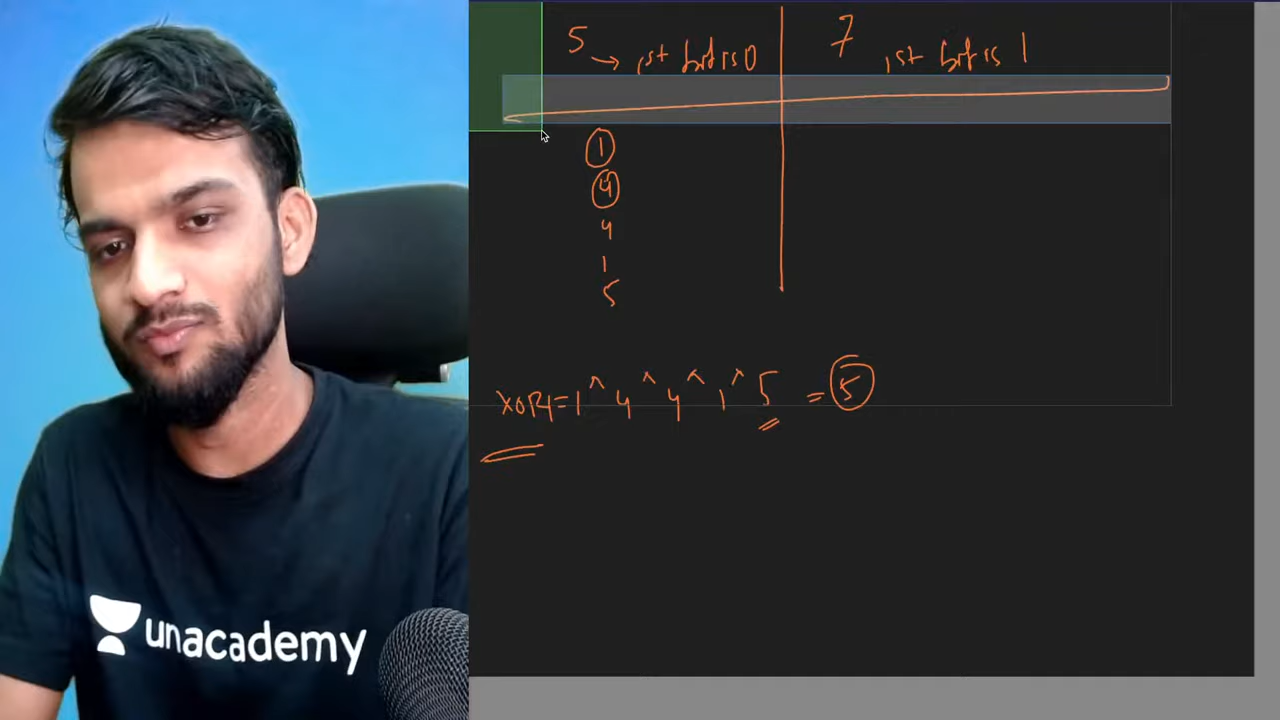 5 → 1st bit is 0
7 1st bit is 1
1
4
4
1
5
XOR1 = 1 ^ 4 ^ 4 ^ 1 ^ 5 = 5
unacademy